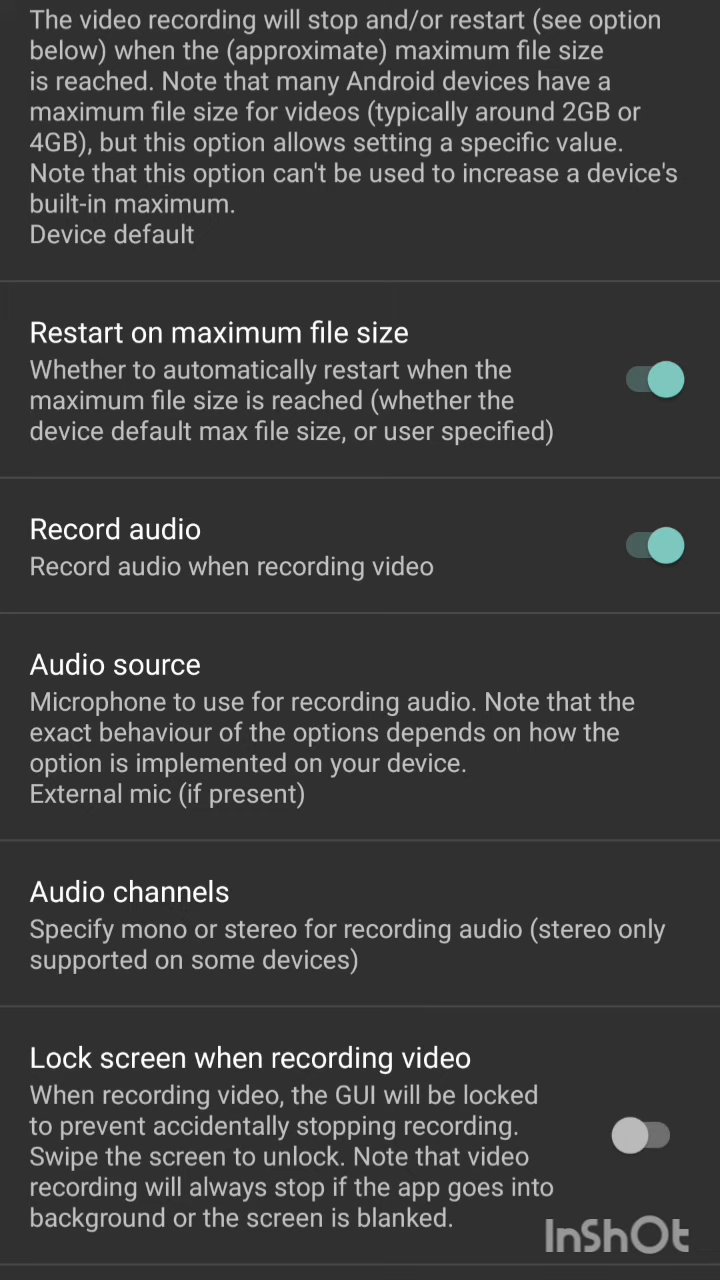 The video recording will stop and/or restart (see option
below) when the (approximate) maximum file size
is reached. Note that many Android devices have a
maximum file size for videos (typically around 2GB or
4GB), but this option allows setting a specific value.
Note that this option can't be used to increase a device's
built-in maximum.
Device default
Restart on maximum file size
Whether to automatically restart when the
maximum file size is reached (whether the
device default max file size, or user specified)
Record audio
Record audio when recording video
Audio source
Microphone to use for recording audio. Note that the
exact behaviour of the options depends on how the
option is implemented on your device.
External mic (if present)
Audio channels
Specify mono or stereo for recording audio (stereo only
supported on some devices)
Lock screen when recording video
When recording video, the GUI will be locked
to prevent accidentally stopping recording.
Swipe the screen to unlock. Note that video
recording will always stop if the app goes into
background or the screen is blanked.
InShOt